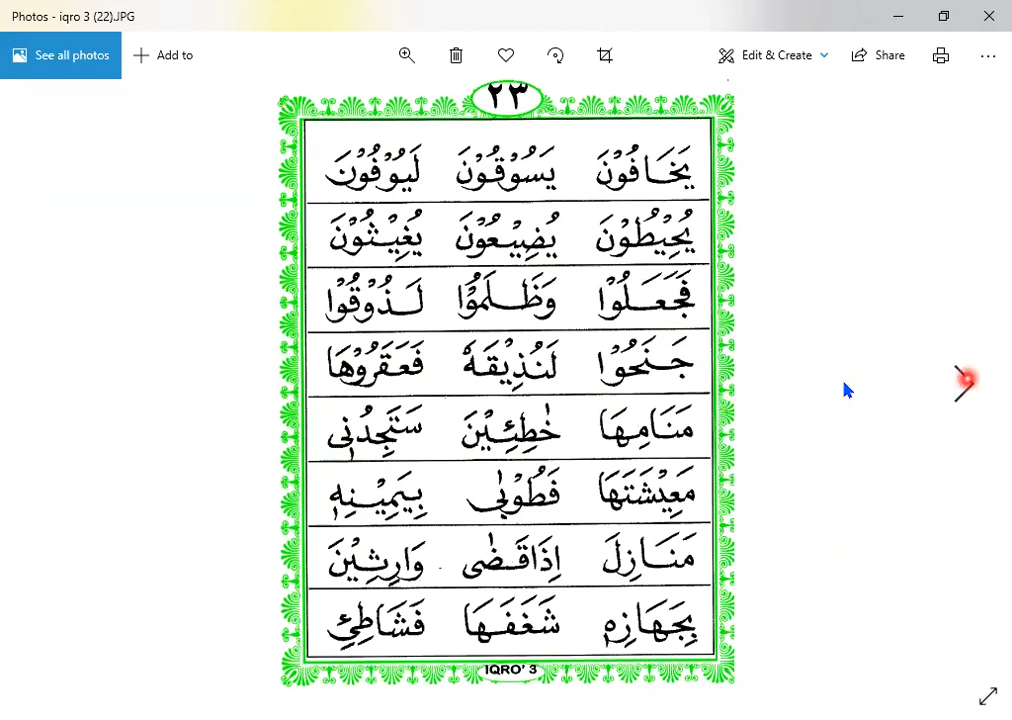 Photos - iqro 3 (22).JPG
See all photos Add to Edit & Create Share
٢٣
يَخَافُوْنَ يَسُوْقُوْنَ لَيُوْفُوْنَ
يُحِيْطُوْنَ يُضِيْعُوْنَ يُغِيْثُوْنَ
فَجَعَلُوْا وَظَلَمُوْا لَذُوْقُوْا
جَنَحُوْا لَنُذِيْقَهٗ فَعَقَرُوْهَا
مَنَامِهَا خٰطِئِيْنَ سَتَجِدُنِيْ
مَعِيْشَتَهَا فَطُوْبٰى بِيَمِيْنِهٖ
مَنَازِلَ اِذَاقَضٰى وَارِثِيْنَ
بِجَهَازِهٖ شَغَفَهَا فَشَاطِئِ
IQRO' 3